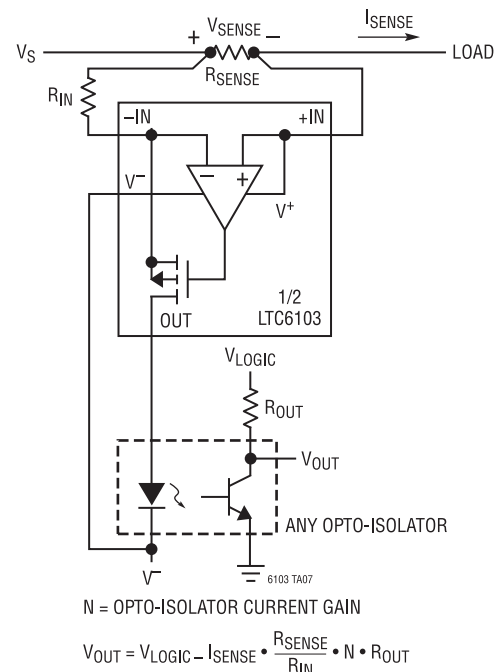 VSENSE
ISENSE
+ −
VS
LOAD
RSENSE
RIN
−IN
+IN
V−
− +
V+
1/2
LTC6103
OUT
VLOGIC
ROUT
VOUT
ANY OPTO-ISOLATOR
V−
6103 TA07
N = OPTO-ISOLATOR CURRENT GAIN
VOUT = VLOGIC – ISENSE • RSENSE/RIN • N • ROUT